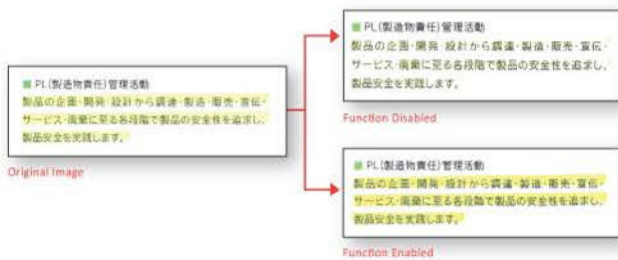 ■ PL(製造物責任)管理活動
製品の企画・開発・設計から調達・製造・販売・宣伝・
サービス・廃棄に至る各段階で製品の安全性を追求し、
製品安全を実践します。
Original Image
■ PL(製造物責任)管理活動
製品の企画・開発・設計から調達・製造・販売・宣伝・
サービス・廃棄に至る各段階で製品の安全性を追求し、
製品安全を実践します。
Function Disabled
■ PL(製造物責任)管理活動
製品の企画・開発・設計から調達・製造・販売・宣伝・
サービス・廃棄に至る各段階で製品の安全性を追求し、
製品安全を実践します。
Function Enabled